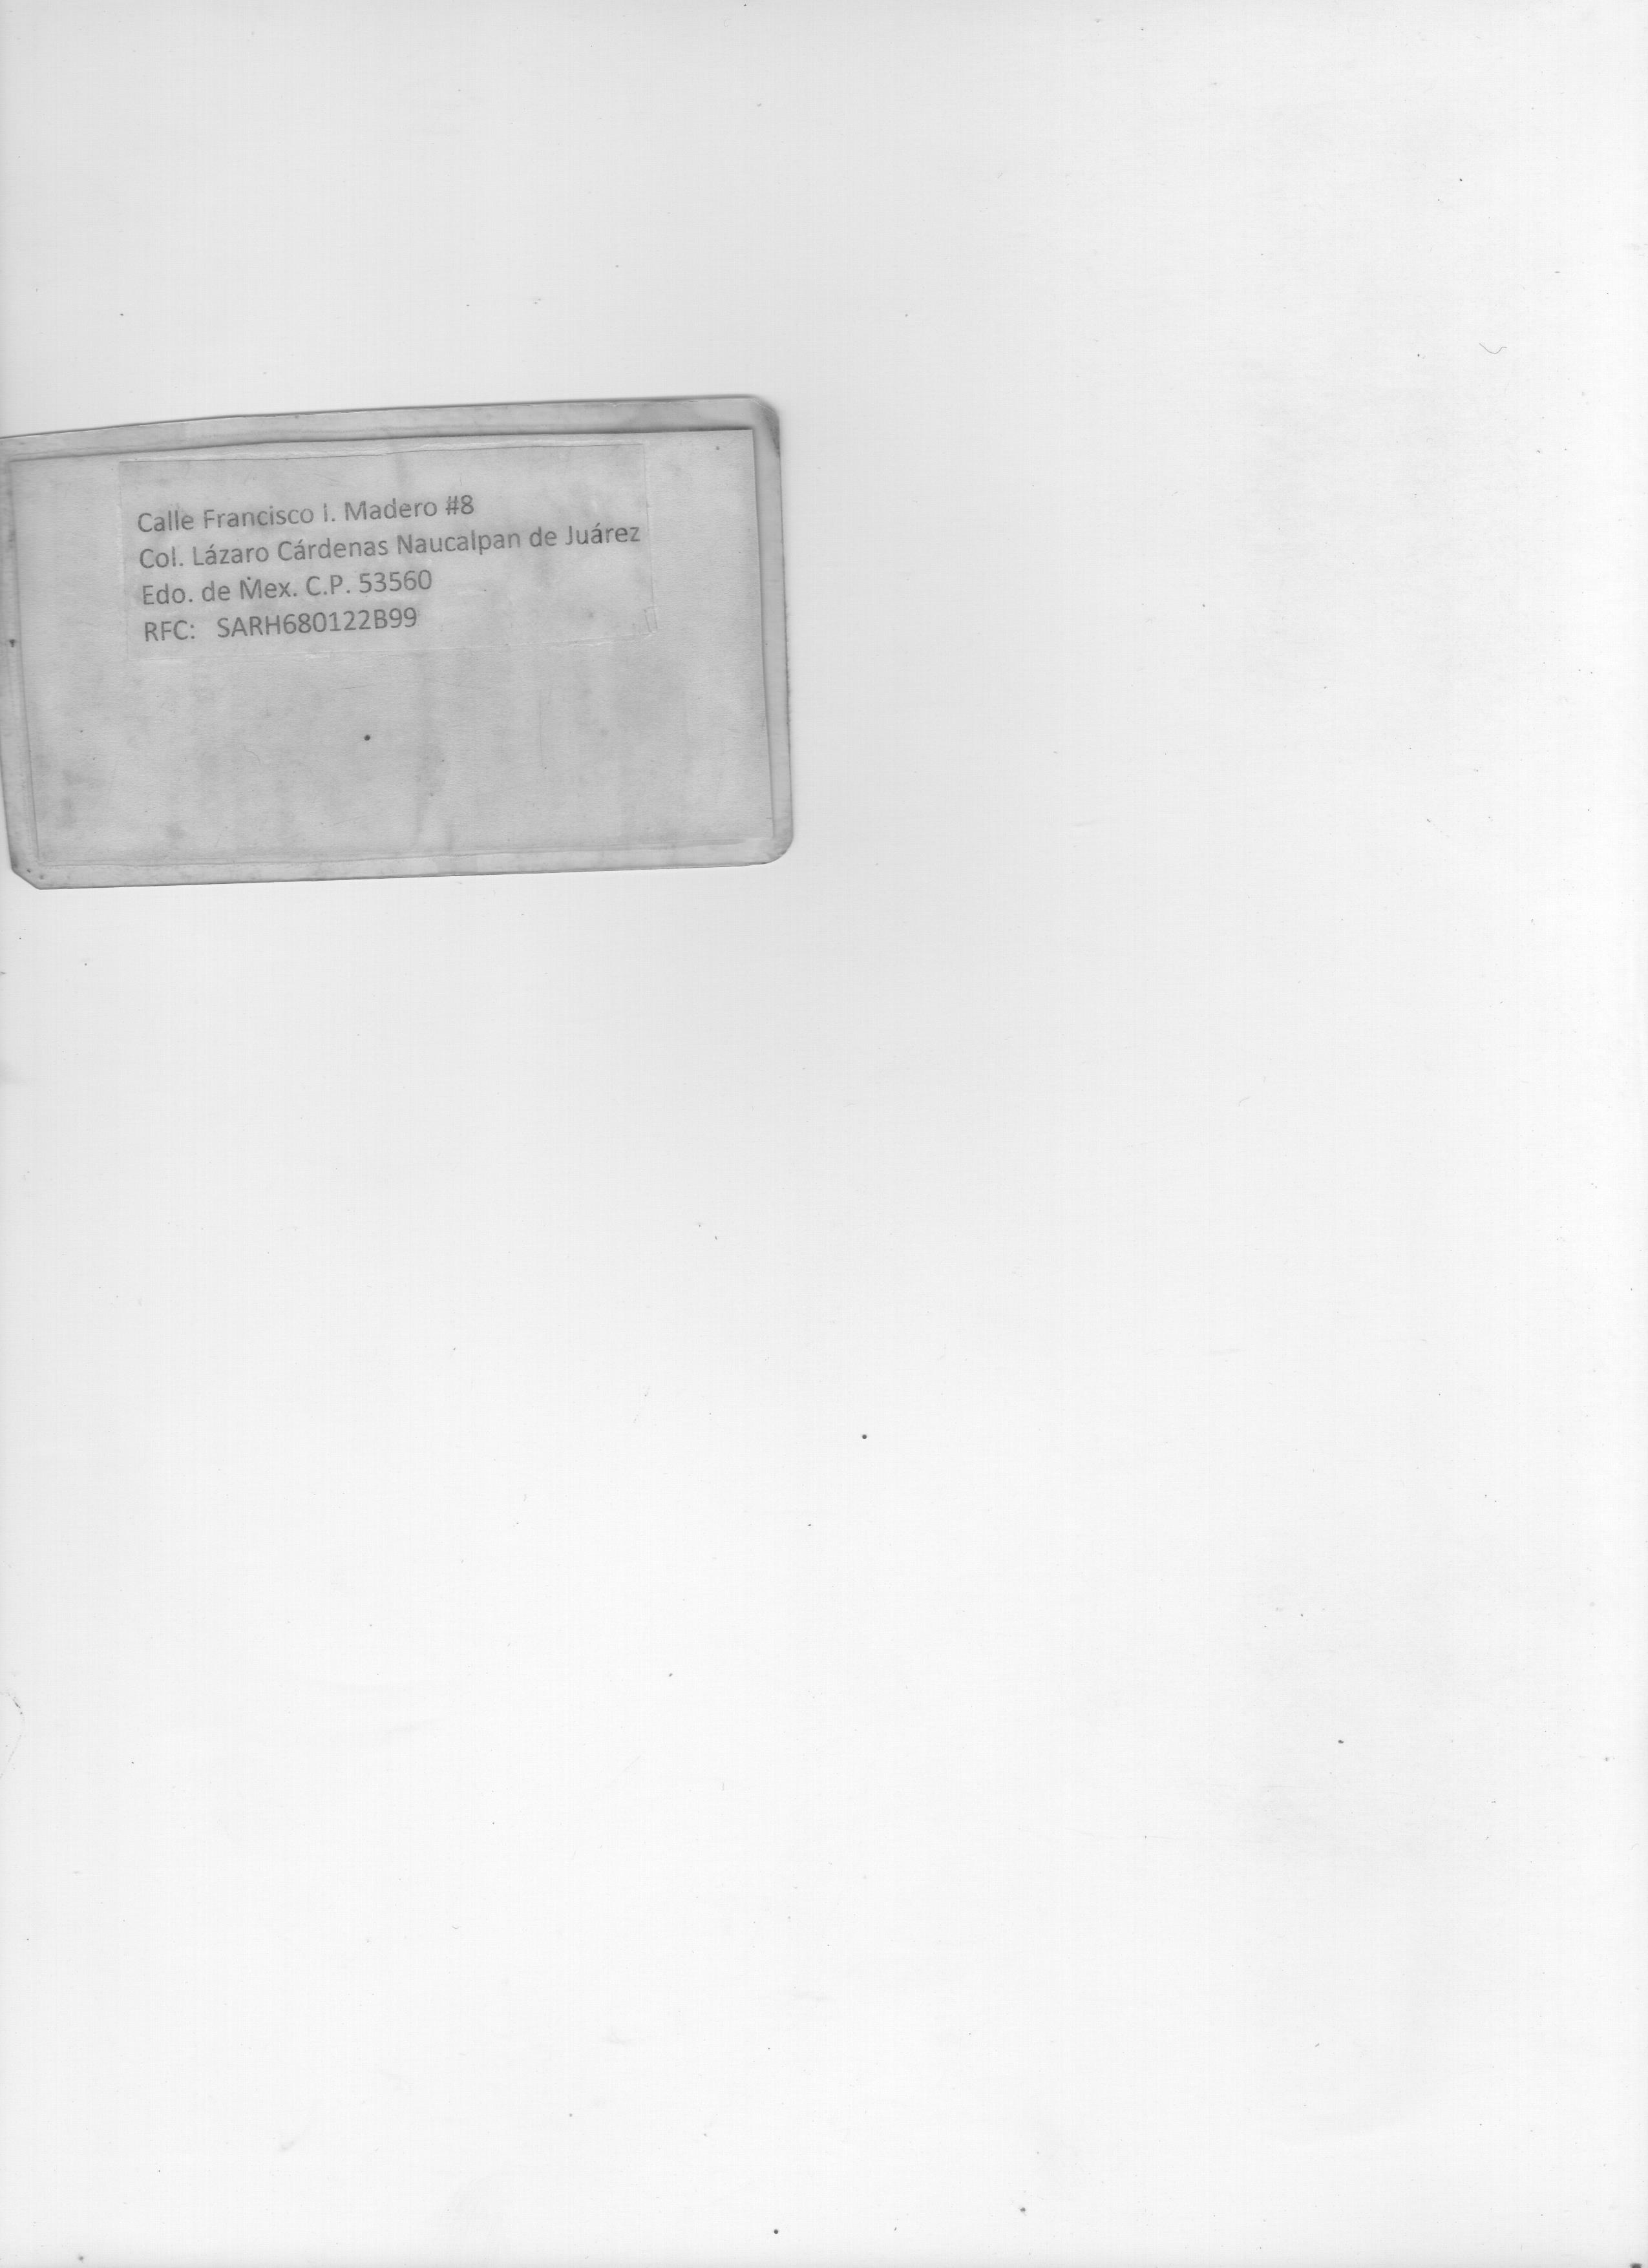 Calle Francisco I. Madero #8
Col. Lázaro Cárdenas Naucalpan de Juárez
Edo. de Mex. C.P. 53560
RFC: SARH680122B99